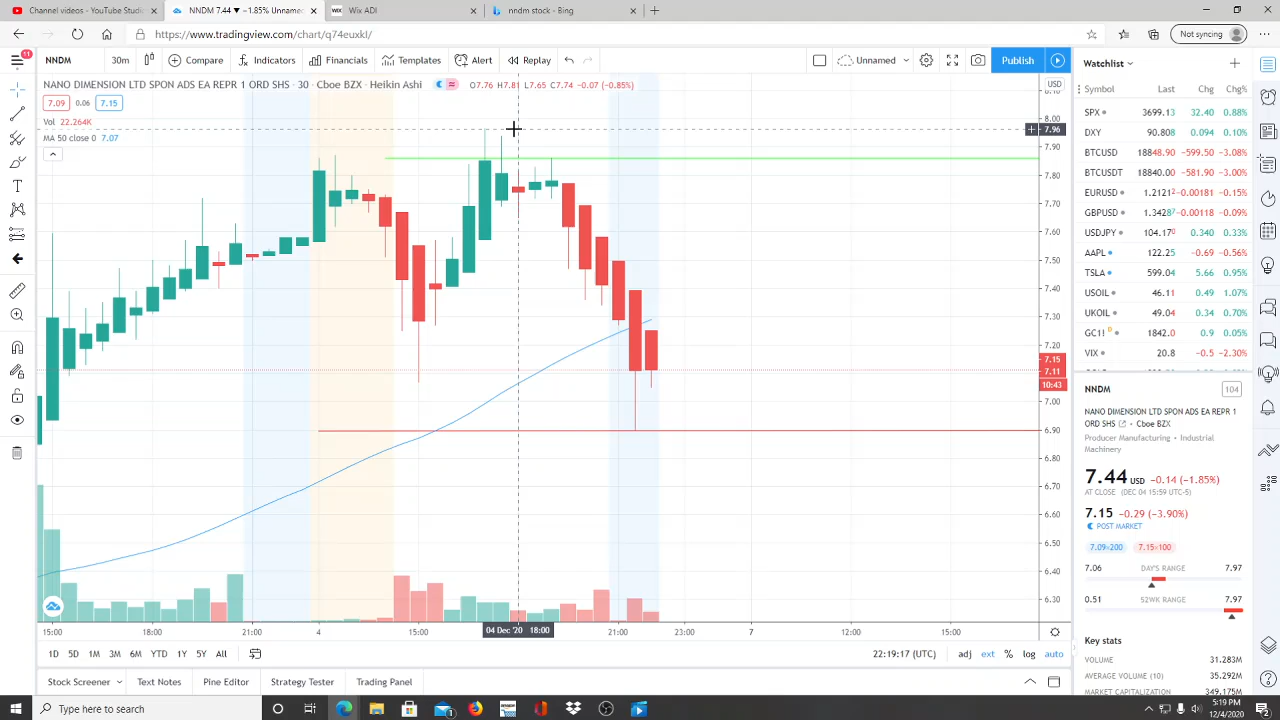 Channel videos - YouTube Studio
NNDM 7.44 ▼ −1.85% Unnamed
Wix ADI
nndm stock - Bing
https://www.tradingview.com/chart/q74euxkI/
Not syncing
11
NNDM
30m
Compare
Indicators
Financials
Templates
Alert
Replay
Unnamed
Publish
NANO DIMENSION LTD SPON ADS EA REPR 1 ORD SHS · 30 · Cboe BZX · Heikin Ashi
O7.76 H7.81 L7.65 C7.74 −0.07 (−0.85%)
7.09 0.06 7.15
Vol 22.264K
MA 50 close 0 7.07
USD
8.00
7.96
7.90
7.80
7.70
7.60
7.50
7.40
7.30
7.20
7.15
7.11
10:43
7.00
6.90
6.80
6.70
6.60
6.50
6.40
6.30
15:00 18:00 21:00 4 15:00 04 Dec '20 18:00 21:00 23:00 7 12:00 15:00
1D 5D 1M 3M 6M YTD 1Y 5Y All
22:19:17 (UTC)
adj ext % log auto
Stock Screener
Text Notes
Pine Editor
Strategy Tester
Trading Panel
Watchlist
Symbol Last Chg Chg%
SPX 3699.13 32.40 0.88%
DXY 90.808 0.094 0.10%
BTCUSD 18848.90 −599.50 −3.08%
BTCUSDT 18840.00 −581.90 −3.00%
EURUSD 1.2121² −0.00181 −0.15%
GBPUSD 1.3428⁷ −0.00118 −0.09%
USDJPY 104.17⁰ 0.340 0.33%
AAPL 122.25 −0.69 −0.56%
TSLA 599.04 5.66 0.95%
USOIL 46.11 0.49 1.07%
UKOIL 49.04 0.34 0.70%
GC1! D 1842.0 0.9 0.05%
VIX 20.8 −0.5 −2.30%
NNDM
104
NANO DIMENSION LTD SPON ADS EA REPR 1
ORD SHS · Cboe BZX
Producer Manufacturing · Industrial
Machinery
7.44 USD −0.14 (−1.85%)
AT CLOSE (DEC 04 15:59 UTC-5)
7.15 −0.29 (−3.90%)
POST MARKET
7.09×200 7.15×100
7.06 DAY'S RANGE 7.97
0.51 52WK RANGE 7.97
Key stats
VOLUME 31.283M
AVERAGE VOLUME (10) 35.292M
MARKET CAPITALIZATION 349.175M
Type here to search
5:19 PM
12/4/2020